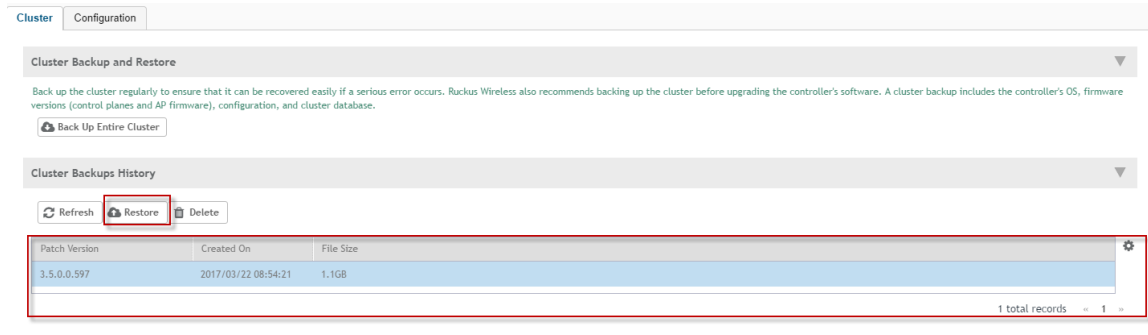 Cluster Configuration
Cluster Backup and Restore
Back up the cluster regularly to ensure that it can be recovered easily if a serious error occurs. Ruckus Wireless also recommends backing up the cluster before upgrading the controller's software. A cluster backup includes the controller's OS, firmware
versions (control planes and AP firmware), configuration, and cluster database.
Back Up Entire Cluster
Cluster Backups History
Refresh Restore Delete
Patch Version Created On File Size
3.5.0.0.597 2017/03/22 08:54:21 1.1GB
1 total records « 1 »